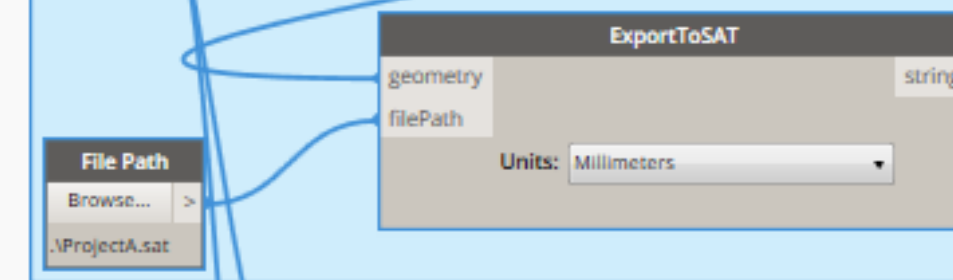 ExportToSAT
geometry
string
filePath
Units: Millimeters
File Path
Browse... >
.\ProjectA.sat